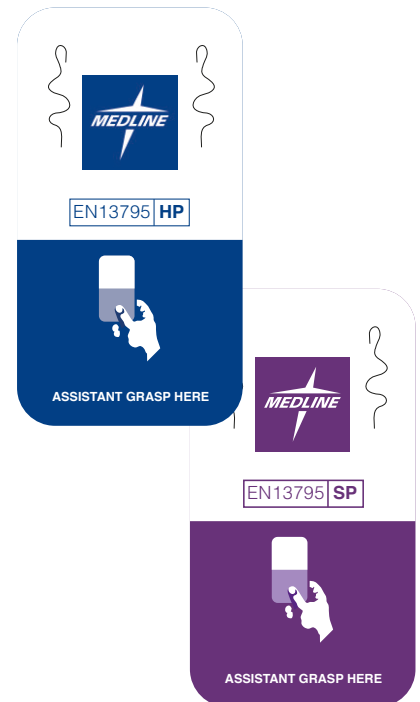 MEDLINE
EN13795 HP
ASSISTANT GRASP HERE
MEDLINE
EN13795 SP
ASSISTANT GRASP HERE